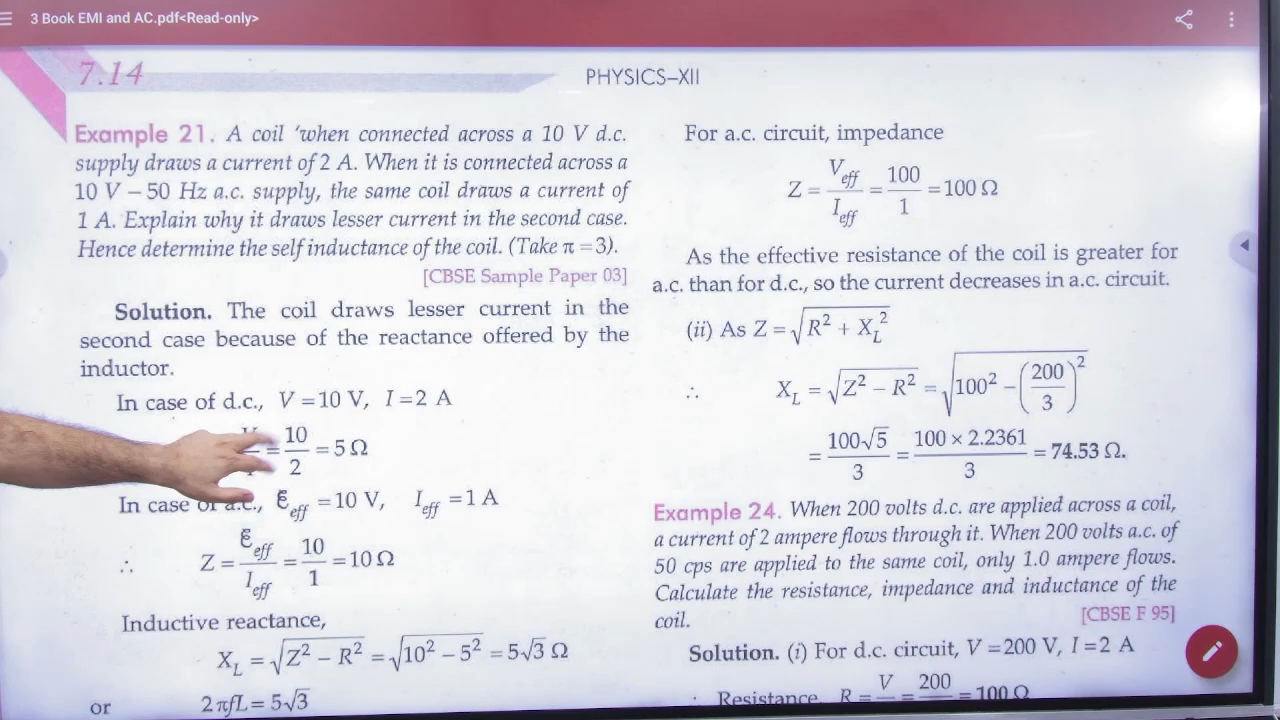 3 Book EMI and AC.pdf<Read-only>
7.14
PHYSICS–XII
Example 21. A coil ‘when connected across a 10 V d.c.
supply draws a current of 2 A. When it is connected across a
10 V – 50 Hz a.c. supply, the same coil draws a current of
1 A. Explain why it draws lesser current in the second case.
Hence determine the self inductance of the coil. (Take π = 3).
[CBSE Sample Paper 03]
Solution. The coil draws lesser current in the
second case because of the reactance offered by the
inductor.
In case of d.c., V = 10 V, I = 2 A
= 10/2 = 5 Ω
In case of a.c., ℰeff = 10 V, Ieff = 1 A
∴ Z = ℰeff/Ieff = 10/1 = 10 Ω
Inductive reactance,
XL = √(Z² – R²) = √(10² – 5²) = 5√3 Ω
or 2πfL = 5√3
For a.c. circuit, impedance
Z = Veff/Ieff = 100/1 = 100 Ω
As the effective resistance of the coil is greater for
a.c. than for d.c., so the current decreases in a.c. circuit.
(ii) As Z = √(R² + XL²)
∴ XL = √(Z² – R²) = √(100² – (200/3)²)
= 100√5/3 = 100 × 2.2361/3 = 74.53 Ω.
Example 24. When 200 volts d.c. are applied across a coil,
a current of 2 ampere flows through it. When 200 volts a.c. of
50 cps are applied to the same coil, only 1.0 ampere flows.
Calculate the resistance, impedance and inductance of the
coil.
[CBSE F 95]
Solution. (i) For d.c. circuit, V = 200 V, I = 2 A
∴ Resistance, R = V/ = 200/ = 100 Ω